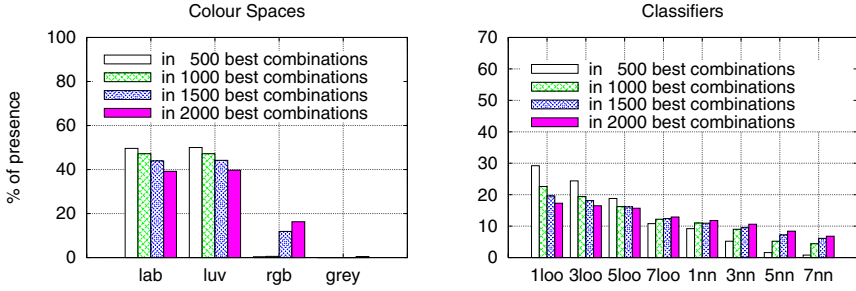 Colour Spaces
% of presence
100
80
60
40
20
0
in 500 best combinations
in 1000 best combinations
in 1500 best combinations
in 2000 best combinations
lab luv rgb grey
Classifiers
70
60
50
40
30
20
10
0
in 500 best combinations
in 1000 best combinations
in 1500 best combinations
in 2000 best combinations
1loo 3loo 5loo 7loo 1nn 3nn 5nn 7nn